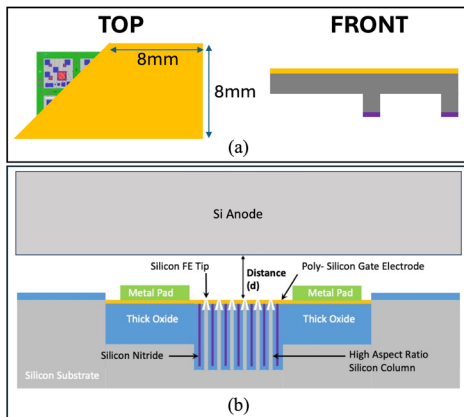 TOP
FRONT
8mm
8mm
(a)
Si Anode
Silicon FE Tip
Distance
(d)
Poly- Silicon Gate Electrode
Metal Pad
Metal Pad
Thick Oxide
Thick Oxide
Silicon Nitride
High Aspect Ratio
Silicon Column
Silicon Substrate
(b)